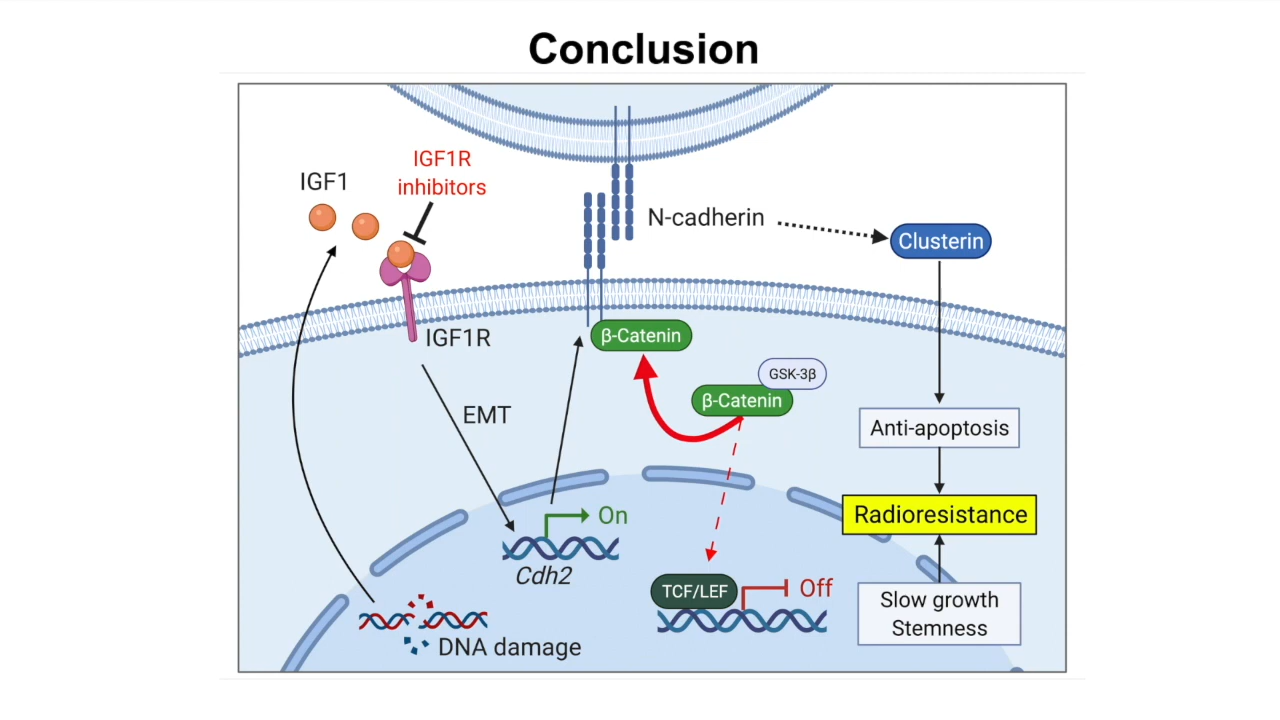 Conclusion
IGF1R
inhibitors
IGF1
N-cadherin
Clusterin
IGF1R
β-Catenin
GSK-3β
β-Catenin
EMT
Anti-apoptosis
On
Radioresistance
Cdh2
TCF/LEF
Off
Slow growth
Stemness
DNA damage